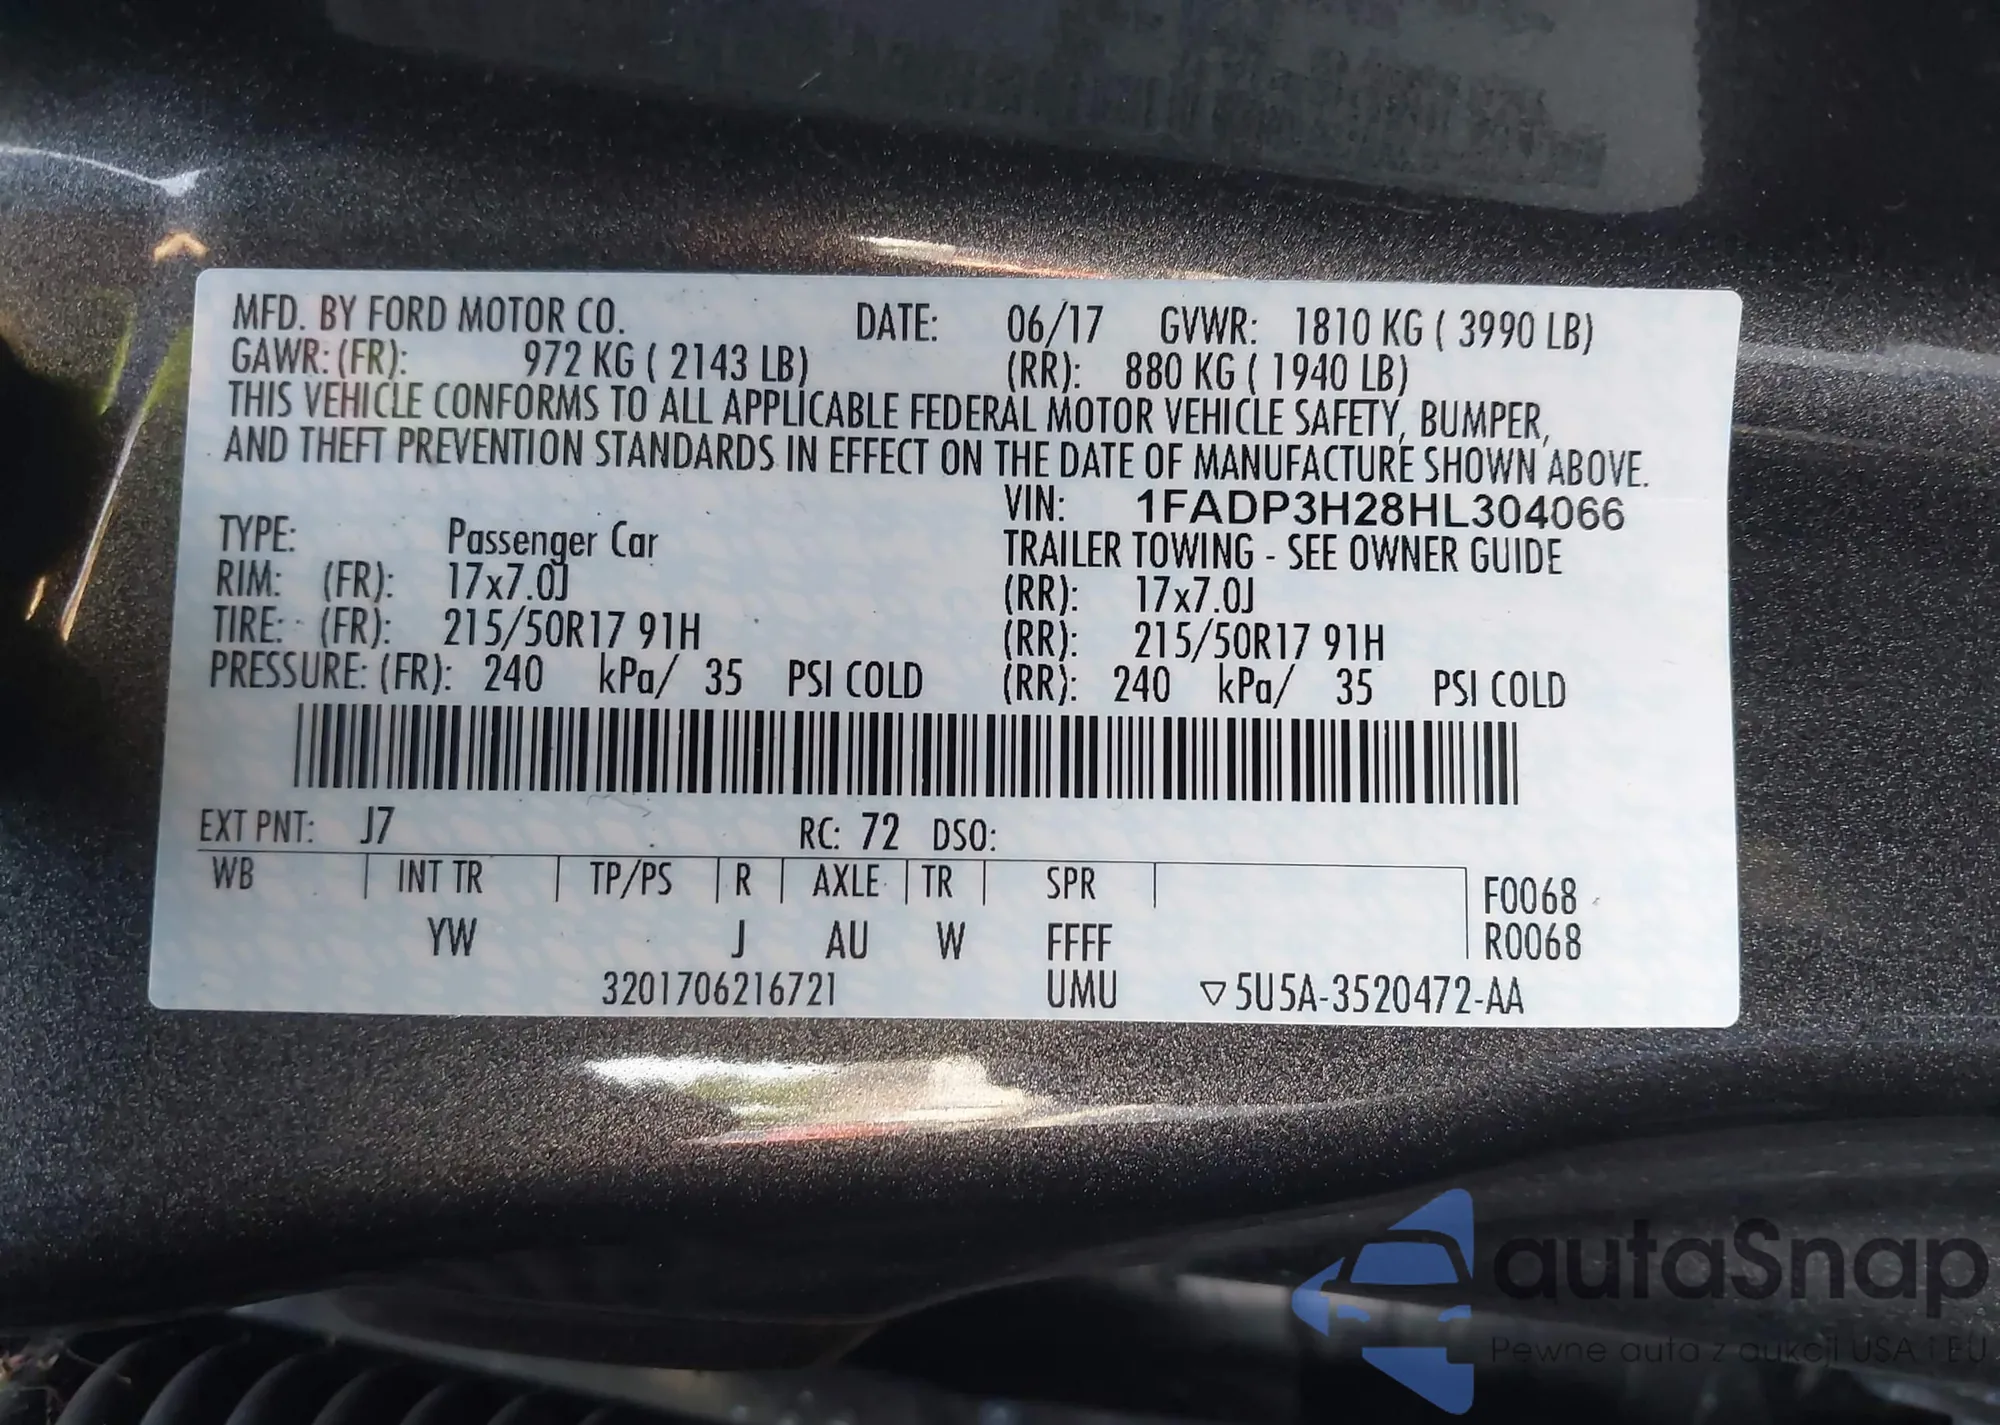 MFD. BY FORD MOTOR CO. DATE: 06/17 GVWR: 1810 KG ( 3990 LB)
GAWR: (FR): 972 KG ( 2143 LB) (RR): 880 KG ( 1940 LB)
THIS VEHICLE CONFORMS TO ALL APPLICABLE FEDERAL MOTOR VEHICLE SAFETY, BUMPER,
AND THEFT PREVENTION STANDARDS IN EFFECT ON THE DATE OF MANUFACTURE SHOWN ABOVE.
VIN: 1FADP3H28HL304066
TYPE: Passenger Car TRAILER TOWING - SEE OWNER GUIDE
RIM: (FR): 17x7.0J (RR): 17x7.0J
TIRE: (FR): 215/50R17 91H (RR): 215/50R17 91H
PRESSURE: (FR): 240 kPa/ 35 PSI COLD (RR): 240 kPa/ 35 PSI COLD
EXT PNT: J7 RC: 72 DSO:
WB INT TR TP/PS R AXLE TR SPR F0068
YW J AU W FFFF R0068
3201706216721 UMU ▽5U5A-3520472-AA
autaSnap
Pewne auta z aukcji USA i EU